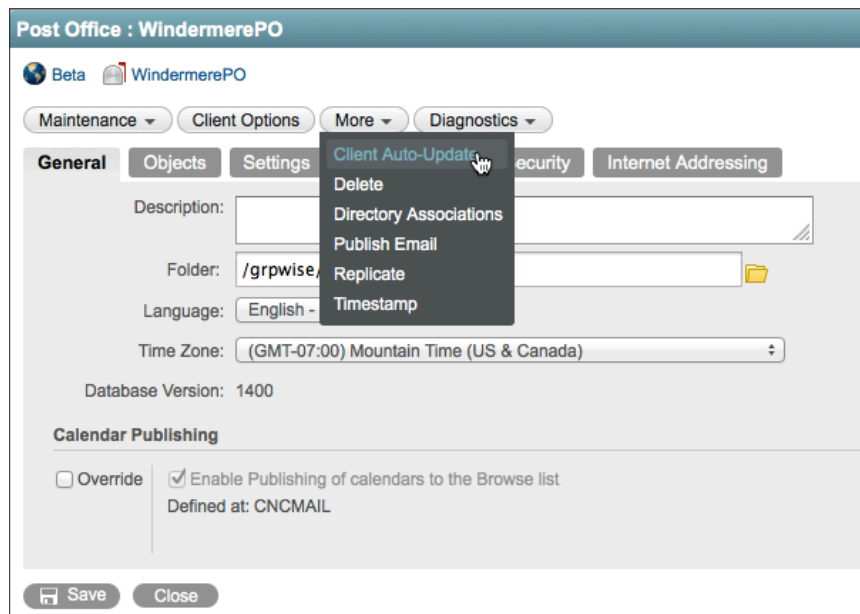 Post Office : WindermerePO
Beta WindermerePO
Maintenance Client Options More Diagnostics
General Objects Settings ecurity Internet Addressing
Client Auto-Update
Delete
Directory Associations
Publish Email
Replicate
Timestamp
Description:
Folder: /grpwise/
Language: English -
Time Zone: (GMT-07:00) Mountain Time (US & Canada)
Database Version: 1400
Calendar Publishing
Override Enable Publishing of calendars to the Browse list
Defined at: CNCMAIL
Save Close